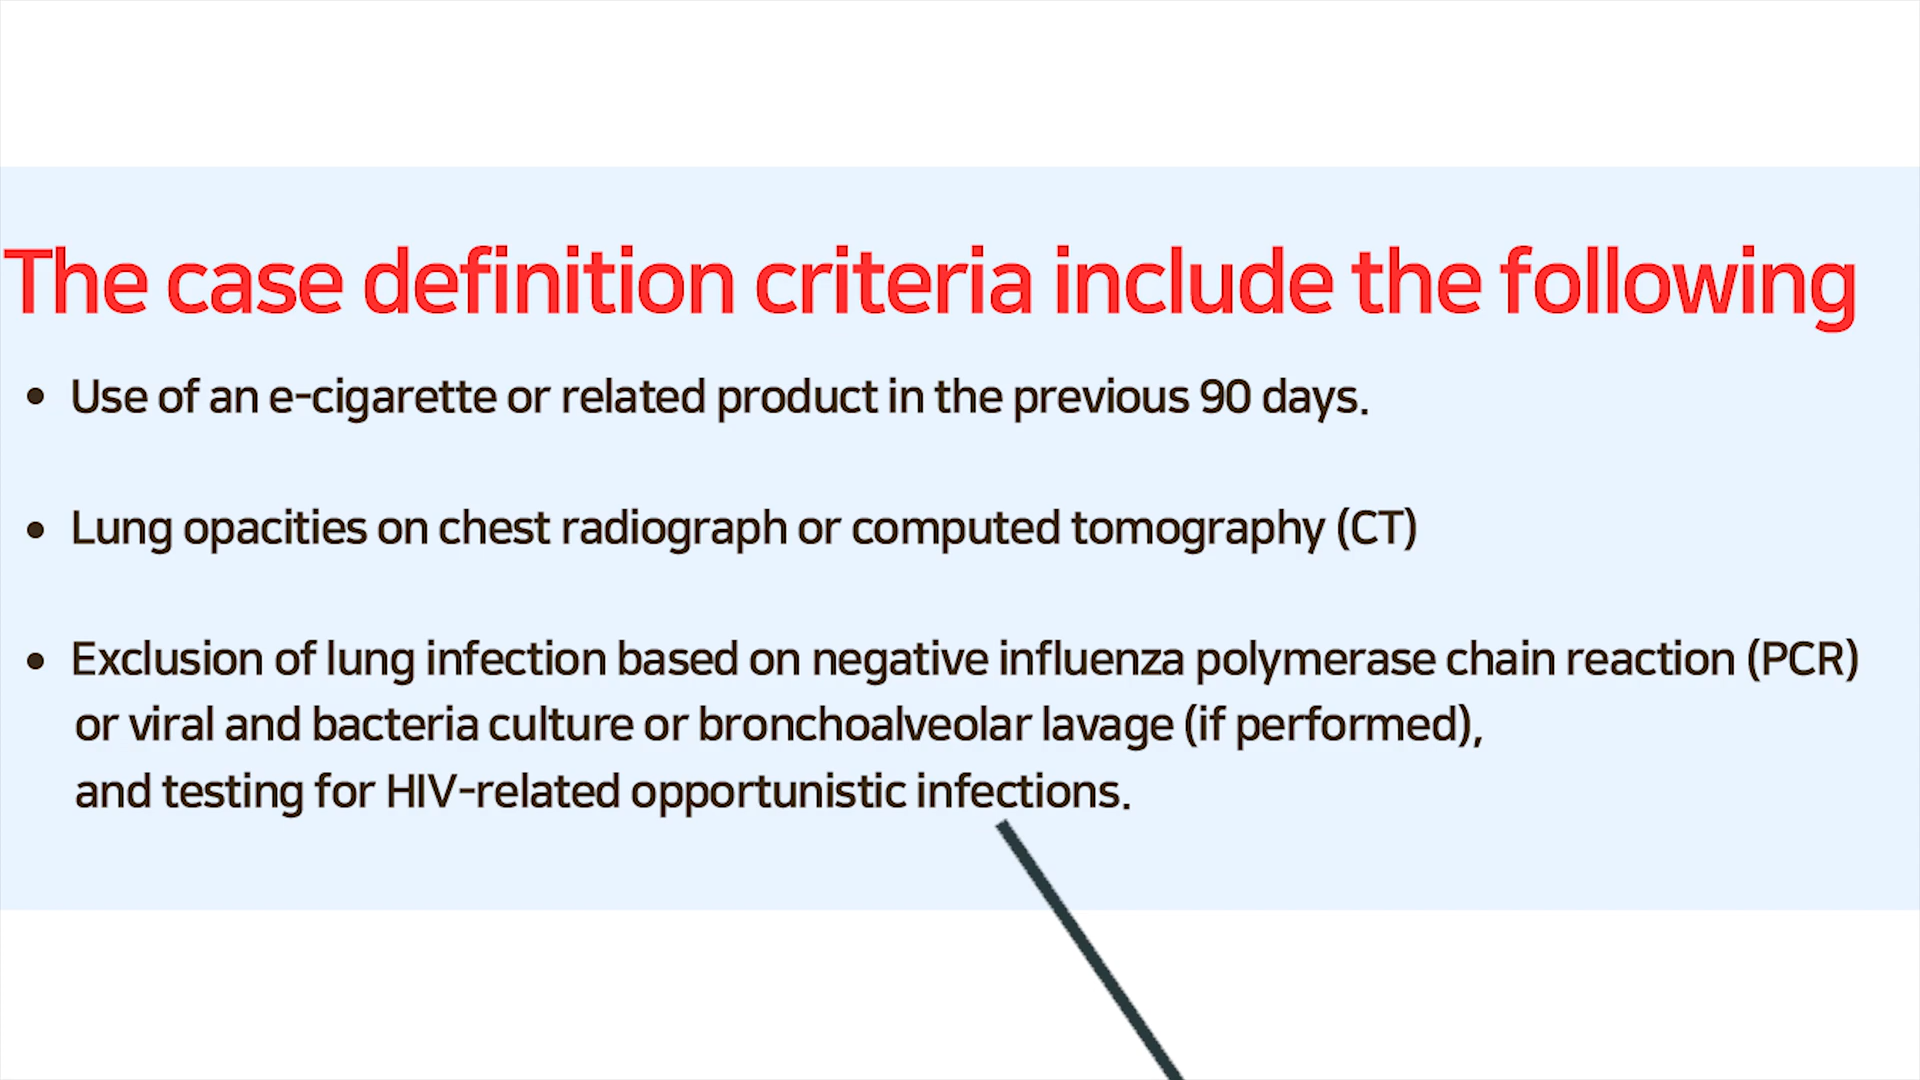 The case definition criteria include the following
• Use of an e-cigarette or related product in the previous 90 days.
• Lung opacities on chest radiograph or computed tomography (CT)
• Exclusion of lung infection based on negative influenza polymerase chain reaction (PCR)
or viral and bacteria culture or bronchoalveolar lavage (if performed),
and testing for HIV-related opportunistic infections.